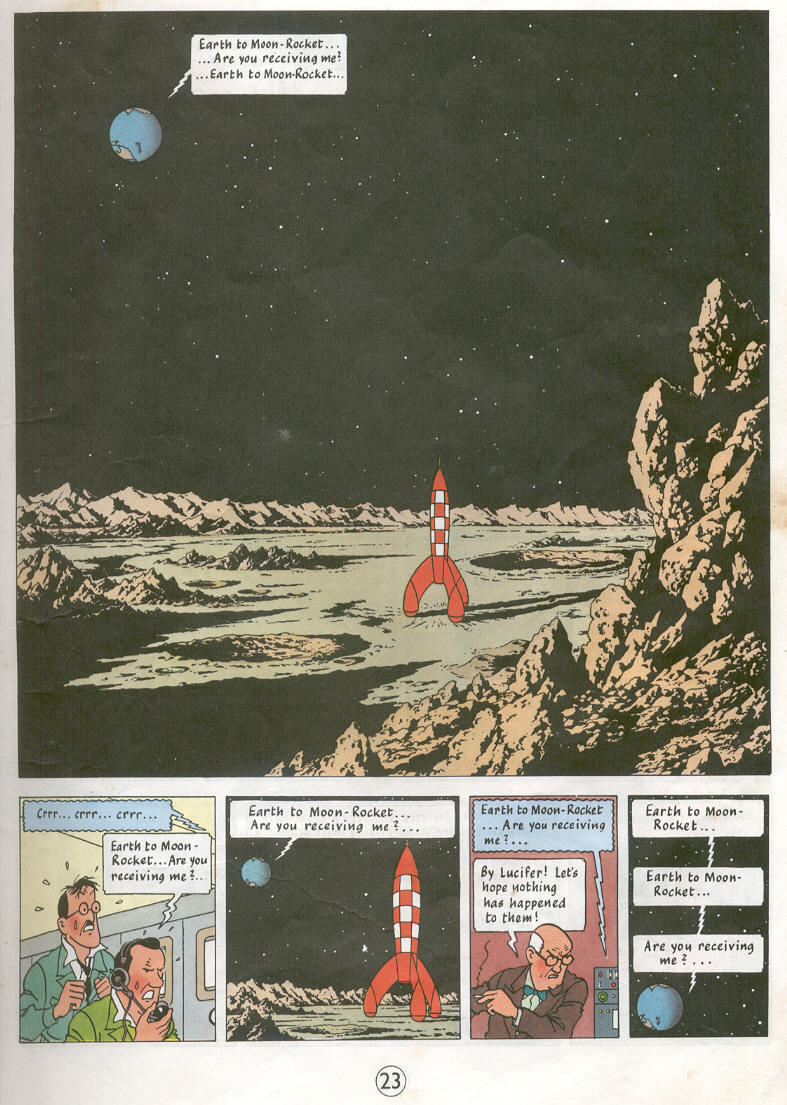 Earth to Moon-Rocket...
...Are you receiving me?
...Earth to Moon-Rocket...
Crrr... crrr... crrr...
Earth to Moon-
Rocket...Are you
receiving me?..
Earth to Moon-Rocket...
Are you receiving me?...
Earth to Moon-Rocket
...Are you receiving
me?...
By Lucifer! Let's
hope nothing
has happened
to them!
Earth to Moon-
Rocket...
Earth to Moon-
Rocket...
Are you receiving
me?...
23